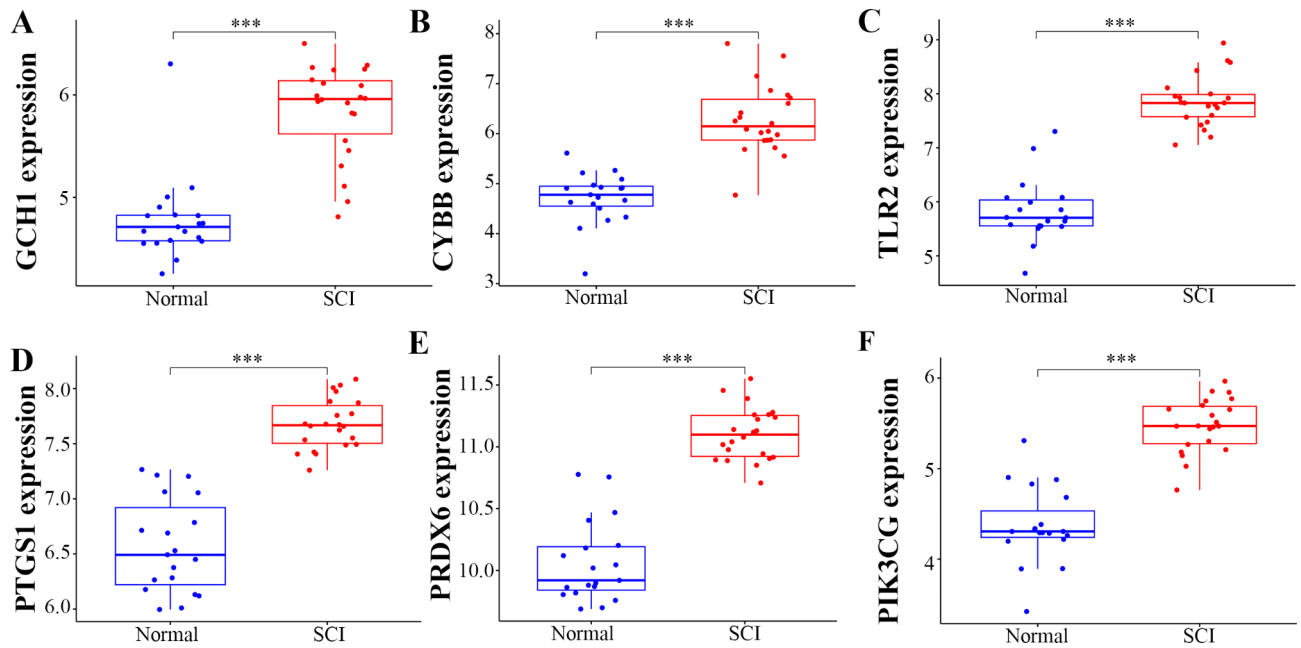 A
***
GCH1 expression
6
5
Normal
SCI
B
***
CYBB expression
8
7
6
5
4
3
Normal
SCI
C
***
TLR2 expression
9
8
7
6
5
Normal
SCI
D
***
PTGS1 expression
8.0
7.5
7.0
6.5
6.0
Normal
SCI
E
***
PRDX6 expression
11.5
11.0
10.5
10.0
Normal
SCI
F
***
PIK3CG expression
6
5
4
Normal
SCI